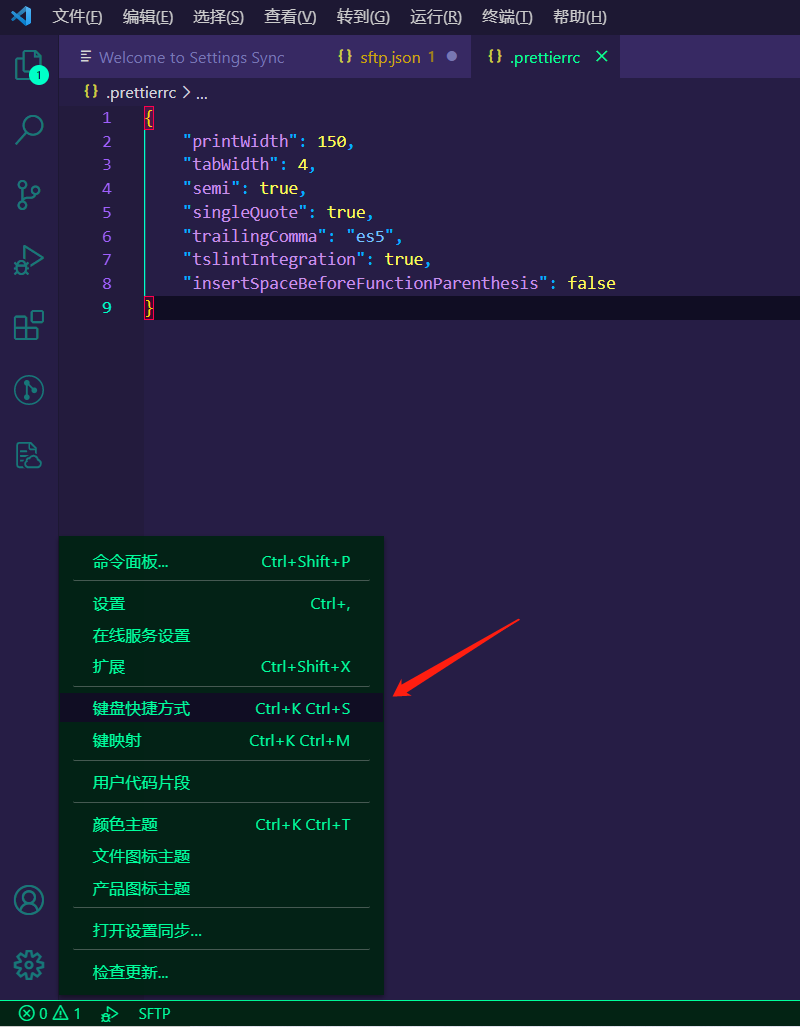 文件(F) 编辑(E) 选择(S) 查看(V) 转到(G) 运行(R) 终端(T) 帮助(H)
Welcome to Settings Sync {} sftp.json 1 {} .prettierrc
{} .prettierrc > ...
1 {
2 "printWidth": 150,
3 "tabWidth": 4,
4 "semi": true,
5 "singleQuote": true,
6 "trailingComma": "es5",
7 "tslintIntegration": true,
8 "insertSpaceBeforeFunctionParenthesis": false
9 }
1
命令面板... Ctrl+Shift+P
设置 Ctrl+,
在线服务设置
扩展 Ctrl+Shift+X
键盘快捷方式 Ctrl+K Ctrl+S
键映射 Ctrl+K Ctrl+M
用户代码片段
颜色主题 Ctrl+K Ctrl+T
文件图标主题
产品图标主题
打开设置同步...
检查更新...
0 1 SFTP